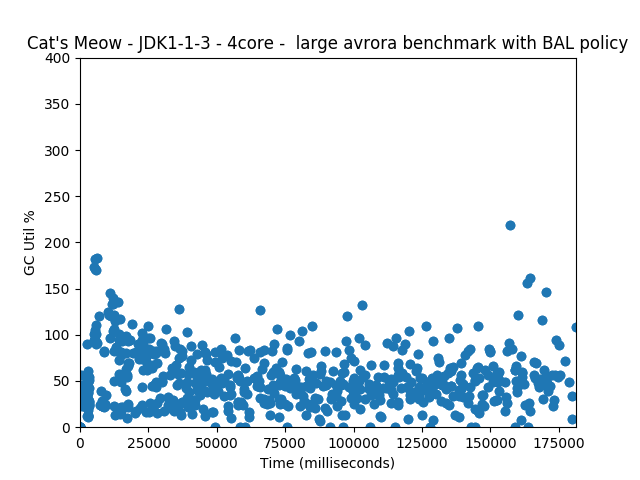 Cat's Meow - JDK1-1-3 - 4core -  large avrora benchmark with BAL policy
400
350
300
250
200
150
100
50
0
GC Util %
0 25000 50000 75000 100000 125000 150000 175000
Time (milliseconds)